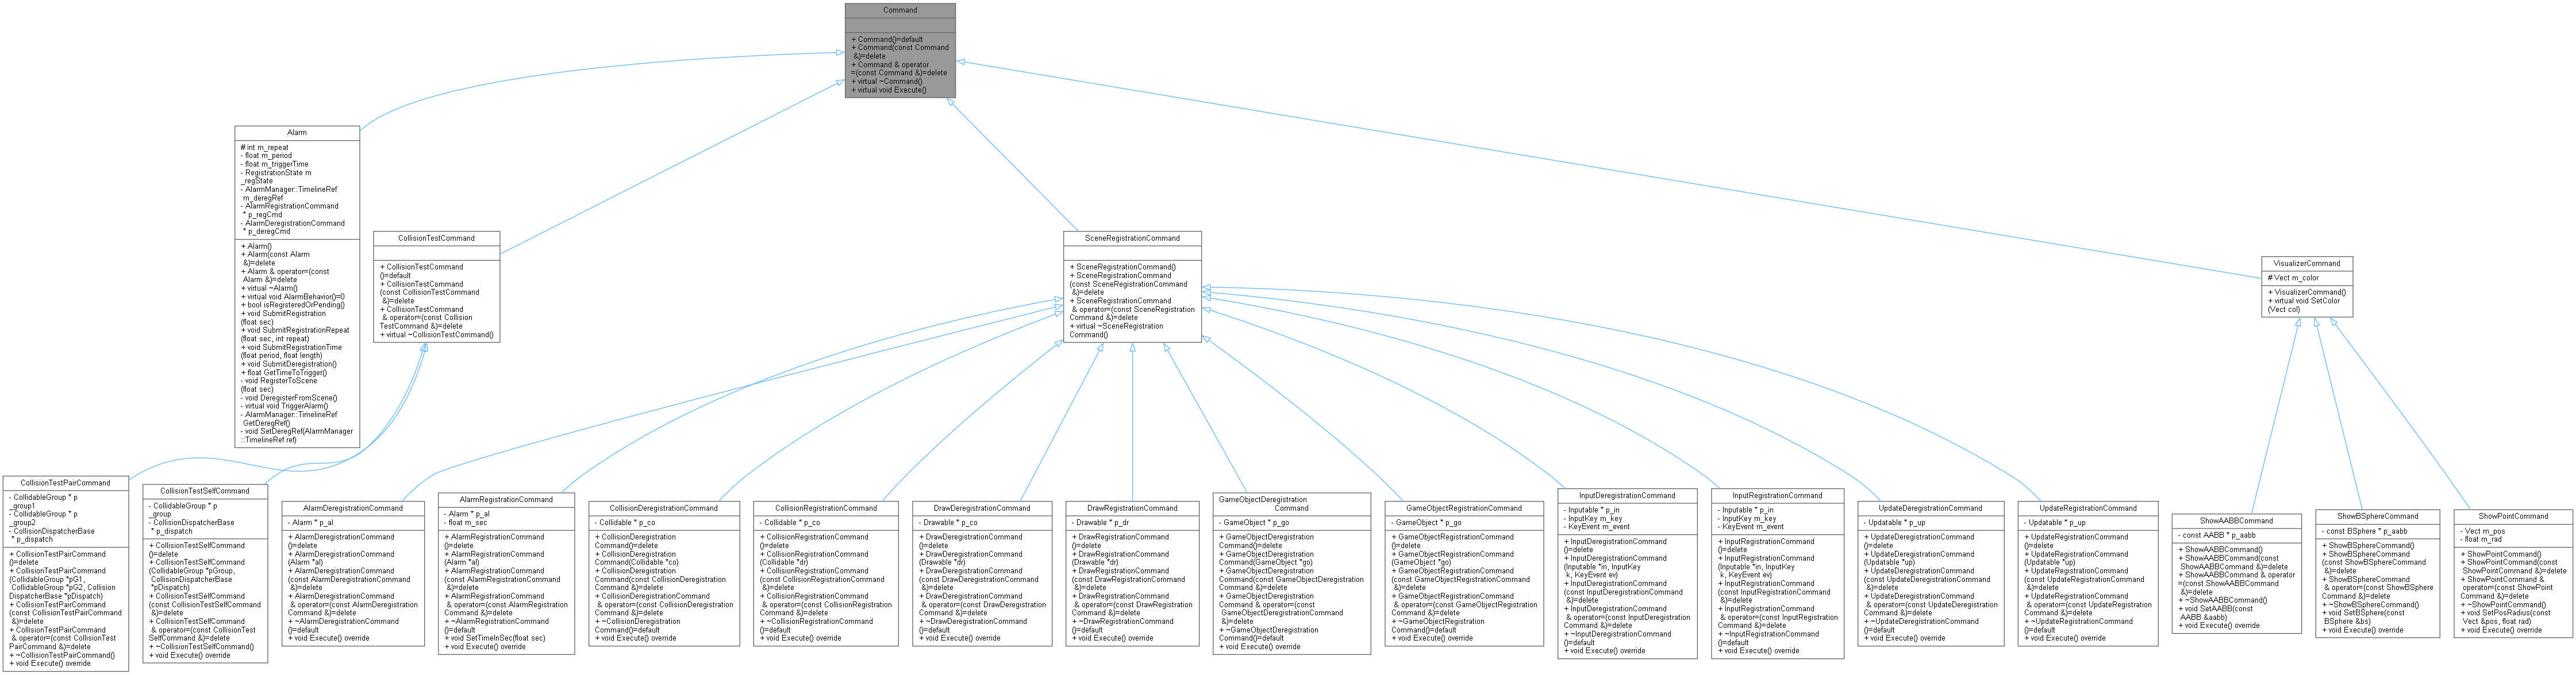 Command
+ Command()=default
+ Command(const Command
&)=delete
+ Command & operator
=(const Command &)=delete
+ virtual ~Command()
+ virtual void Execute()
Alarm
# int m_repeat
- float m_period
- float m_triggerTime
- RegistrationState m
_regState
- AlarmManager::TimelineRef
m_deregRef
- AlarmRegistrationCommand
* p_regCmd
- AlarmDeregistrationCommand
* p_deregCmd
+ Alarm()
+ Alarm(const Alarm
&)=delete
+ Alarm & operator=(const
Alarm &)=delete
+ virtual ~Alarm()
+ virtual void AlarmBehavior()=0
+ bool isRegisteredOrPending()
+ void SubmitRegistration
(float sec)
+ void SubmitRegistrationRepeat
(float sec, int repeat)
+ void SubmitRegistrationTime
(float period, float length)
+ void SubmitDeregistration()
+ float GetTimeToTrigger()
- void RegisterToScene
(float sec)
- void DeregisterFromScene()
- virtual void TriggerAlarm()
- AlarmManager::TimelineRef
GetDeregRef()
- void SetDeregRef(AlarmManager
::TimelineRef ref)
CollisionTestCommand
+ CollisionTestCommand
()=default
+ CollisionTestCommand
(const CollisionTestCommand
&)=delete
+ CollisionTestCommand
& operator=(const Collision
TestCommand &)=delete
+ virtual ~CollisionTestCommand()
SceneRegistrationCommand
+ SceneRegistrationCommand()
+ SceneRegistrationCommand
(const SceneRegistrationCommand
&)=delete
+ SceneRegistrationCommand
& operator=(const SceneRegistration
Command &)=delete
+ virtual ~SceneRegistration
Command()
VisualizerCommand
# Vect m_color
+ VisualizerCommand()
+ virtual void SetColor
(Vect col)
CollisionTestPairCommand
- CollidableGroup * p
_group1
- CollidableGroup * p
_group2
- CollisionDispatcherBase
* p_dispatch
+ CollisionTestPairCommand
()=delete
+ CollisionTestPairCommand
(CollidableGroup *pG1,
CollidableGroup *pG2, Collision
DispatcherBase *pDispatch)
+ CollisionTestPairCommand
(const CollisionTestPairCommand
&)=delete
+ CollisionTestPairCommand
& operator=(const CollisionTest
PairCommand &)=delete
+ ~CollisionTestPairCommand()
+ void Execute() override
CollisionTestSelfCommand
- CollidableGroup * p
_group
- CollisionDispatcherBase
* p_dispatch
+ CollisionTestSelfCommand
()=delete
+ CollisionTestSelfCommand
(CollidableGroup *pGroup,
CollisionDispatcherBase
*pDispatch)
+ CollisionTestSelfCommand
(const CollisionTestSelfCommand
&)=delete
+ CollisionTestSelfCommand
& operator=(const CollisionTest
SelfCommand &)=delete
+ ~CollisionTestSelfCommand()
+ void Execute() override
AlarmDeregistrationCommand
- Alarm * p_al
+ AlarmDeregistrationCommand
()=delete
+ AlarmDeregistrationCommand
(Alarm *al)
+ AlarmDeregistrationCommand
(const AlarmDeregistrationCommand
&)=delete
+ AlarmDeregistrationCommand
& operator=(const AlarmDeregistration
Command &)=delete
+ ~AlarmDeregistrationCommand
()=default
+ void Execute() override
AlarmRegistrationCommand
- Alarm * p_al
- float m_sec
+ AlarmRegistrationCommand
()=delete
+ AlarmRegistrationCommand
(Alarm *al)
+ AlarmRegistrationCommand
(const AlarmRegistrationCommand
&)=delete
+ AlarmRegistrationCommand
& operator=(const AlarmRegistration
Command &)=delete
+ ~AlarmRegistrationCommand
()=default
+ void SetTimeInSec(float sec)
+ void Execute() override
CollisionDeregistrationCommand
- Collidable * p_co
+ CollisionDeregistration
Command()=delete
+ CollisionDeregistration
Command(Collidable *co)
+ CollisionDeregistration
Command(const CollisionDeregistration
Command &)=delete
+ CollisionDeregistrationCommand
& operator=(const CollisionDeregistration
Command &)=delete
+ ~CollisionDeregistration
Command()=default
+ void Execute() override
CollisionRegistrationCommand
- Collidable * p_co
+ CollisionRegistrationCommand
()=delete
+ CollisionRegistrationCommand
(Collidable *dr)
+ CollisionRegistrationCommand
(const CollisionRegistrationCommand
&)=delete
+ CollisionRegistrationCommand
& operator=(const CollisionRegistration
Command &)=delete
+ ~CollisionRegistrationCommand
()=default
+ void Execute() override
DrawDeregistrationCommand
- Drawable * p_co
+ DrawDeregistrationCommand
()=delete
+ DrawDeregistrationCommand
(Drawable *dr)
+ DrawDeregistrationCommand
(const DrawDeregistrationCommand
&)=delete
+ DrawDeregistrationCommand
& operator=(const DrawDeregistration
Command &)=delete
+ ~DrawDeregistrationCommand
()=default
+ void Execute() override
DrawRegistrationCommand
- Drawable * p_dr
+ DrawRegistrationCommand
()=delete
+ DrawRegistrationCommand
(Drawable *dr)
+ DrawRegistrationCommand
(const DrawRegistrationCommand
&)=delete
+ DrawRegistrationCommand
& operator=(const DrawRegistration
Command &)=delete
+ ~DrawRegistrationCommand
()=default
+ void Execute() override
GameObjectDeregistration
Command
- GameObject * p_go
+ GameObjectDeregistration
Command()=delete
+ GameObjectDeregistration
Command(GameObject *go)
+ GameObjectDeregistration
Command(const GameObjectDeregistration
Command &)=delete
+ GameObjectDeregistration
Command & operator=(const
GameObjectDeregistrationCommand
&)=delete
+ ~GameObjectDeregistration
Command()=default
+ void Execute() override
GameObjectRegistrationCommand
- GameObject * p_go
+ GameObjectRegistrationCommand
()=delete
+ GameObjectRegistrationCommand
(GameObject *go)
+ GameObjectRegistrationCommand
(const GameObjectRegistrationCommand
&)=delete
+ GameObjectRegistrationCommand
& operator=(const GameObjectRegistration
Command &)=delete
+ ~GameObjectRegistration
Command()=default
+ void Execute() override
InputDeregistrationCommand
- Inputable * p_in
- InputKey m_key
- KeyEvent m_event
+ InputDeregistrationCommand
()=delete
+ InputDeregistrationCommand
(Inputable *in, InputKey
k, KeyEvent ev)
+ InputDeregistrationCommand
(const InputDeregistrationCommand
&)=delete
+ InputDeregistrationCommand
& operator=(const InputDeregistration
Command &)=delete
+ ~InputDeregistrationCommand
()=default
+ void Execute() override
InputRegistrationCommand
- Inputable * p_in
- InputKey m_key
- KeyEvent m_event
+ InputRegistrationCommand
()=delete
+ InputRegistrationCommand
(Inputable *in, InputKey
k, KeyEvent ev)
+ InputRegistrationCommand
(const InputRegistrationCommand
&)=delete
+ InputRegistrationCommand
& operator=(const InputRegistration
Command &)=delete
+ ~InputRegistrationCommand
()=default
+ void Execute() override
UpdateDeregistrationCommand
- Updatable * p_up
+ UpdateDeregistrationCommand
()=delete
+ UpdateDeregistrationCommand
(Updatable *up)
+ UpdateDeregistrationCommand
(const UpdateDeregistrationCommand
&)=delete
+ UpdateDeregistrationCommand
& operator=(const UpdateDeregistration
Command &)=delete
+ ~UpdateDeregistrationCommand
()=default
+ void Execute() override
UpdateRegistrationCommand
- Updatable * p_up
+ UpdateRegistrationCommand
()=delete
+ UpdateRegistrationCommand
(Updatable *up)
+ UpdateRegistrationCommand
(const UpdateRegistrationCommand
&)=delete
+ UpdateRegistrationCommand
& operator=(const UpdateRegistration
Command &)=delete
+ ~UpdateRegistrationCommand
()=default
+ void Execute() override
ShowAABBCommand
- const AABB * p_aabb
+ ShowAABBCommand()
+ ShowAABBCommand(const
ShowAABBCommand &)=delete
+ ShowAABBCommand & operator
=(const ShowAABBCommand
&)=delete
+ ~ShowAABBCommand()
+ void SetAABB(const
AABB &aabb)
+ void Execute() override
ShowBSphereCommand
- const BSphere * p_aabb
+ ShowBSphereCommand()
+ ShowBSphereCommand
(const ShowBSphereCommand
&)=delete
+ ShowBSphereCommand
& operator=(const ShowBSphere
Command &)=delete
+ ~ShowBSphereCommand()
+ void SetBSphere(const
BSphere &bs)
+ void Execute() override
ShowPointCommand
- Vect m_pos
- float m_rad
+ ShowPointCommand()
+ ShowPointCommand(const
ShowPointCommand &)=delete
+ ShowPointCommand &
operator=(const ShowPoint
Command &)=delete
+ ~ShowPointCommand()
+ void SetPosRadius(const
Vect &pos, float rad)
+ void Execute() override